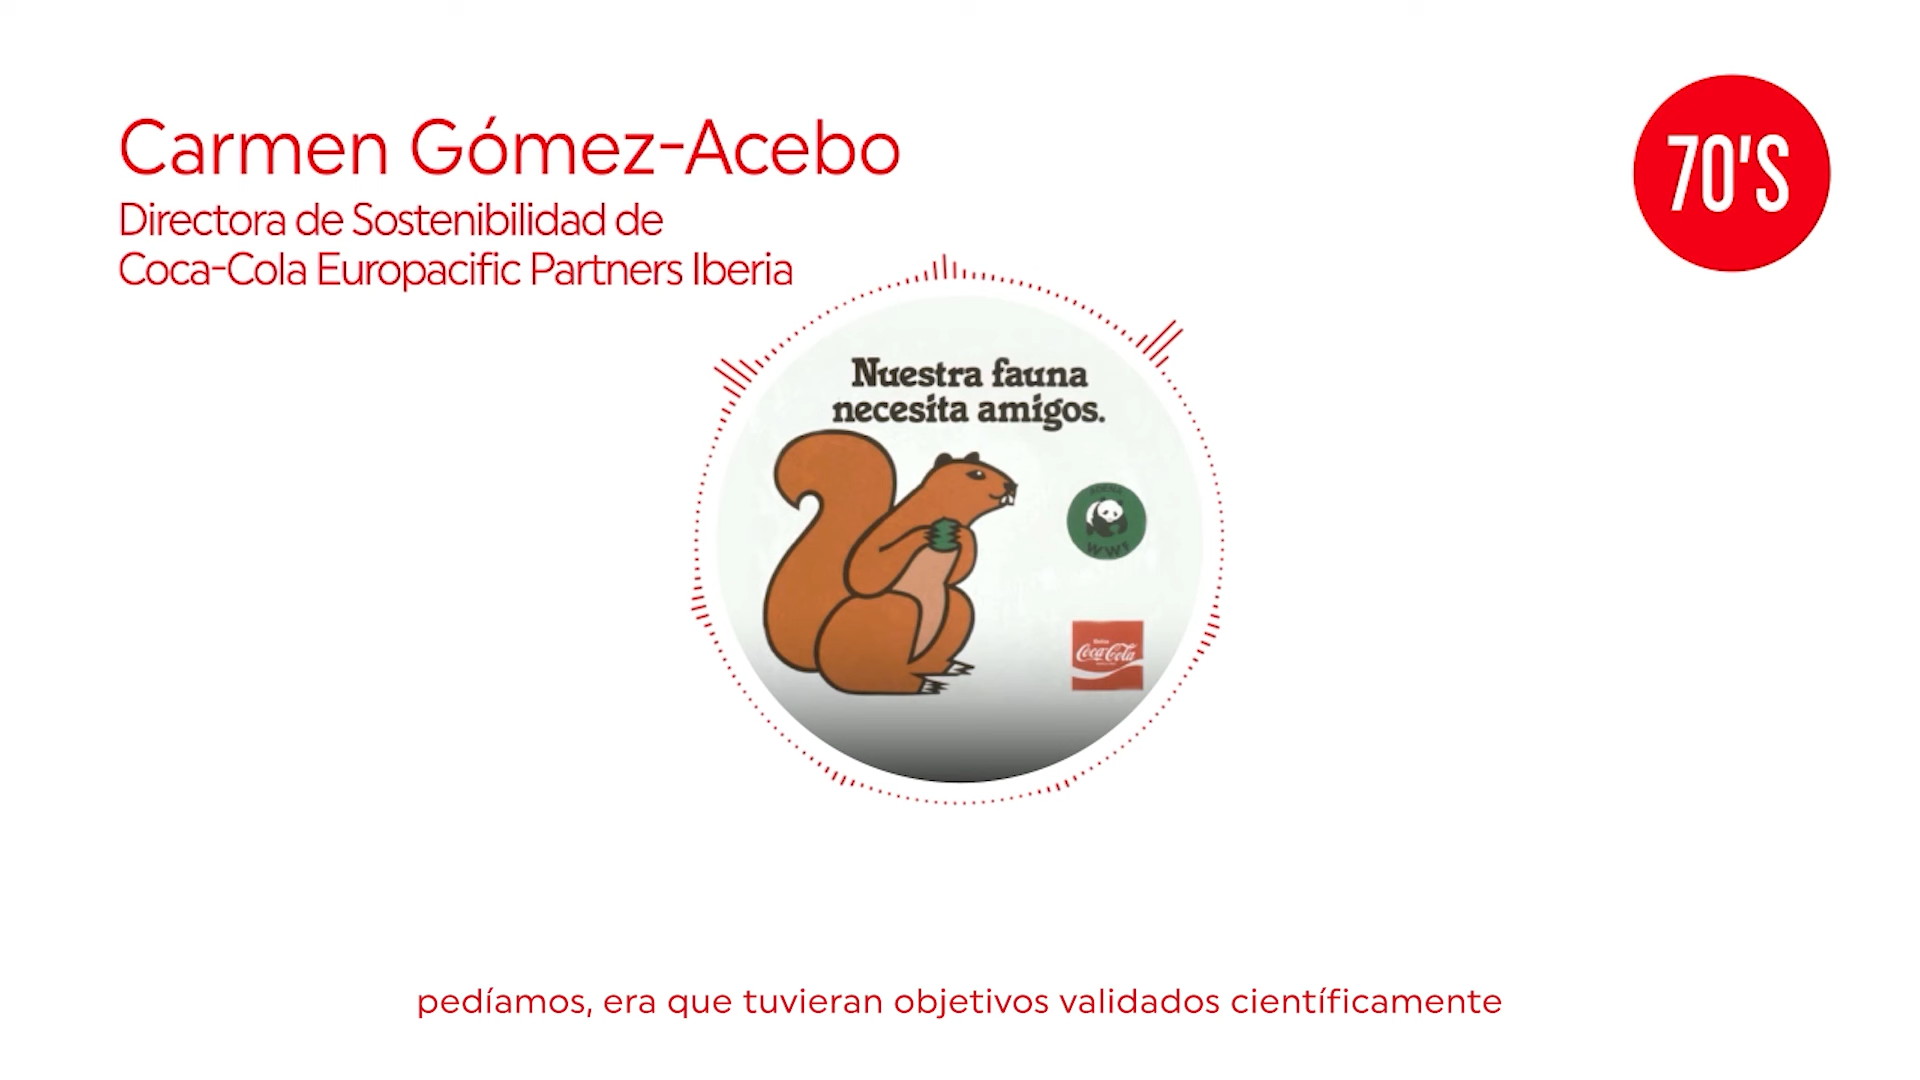 Carmen Gómez-Acebo
Directora de Sostenibilidad de
Coca-Cola Europacific Partners Iberia
70'S
Nuestra fauna
necesita amigos.
ADENA
WWF
Coca-Cola
pedíamos, era que tuvieran objetivos validados científicamente